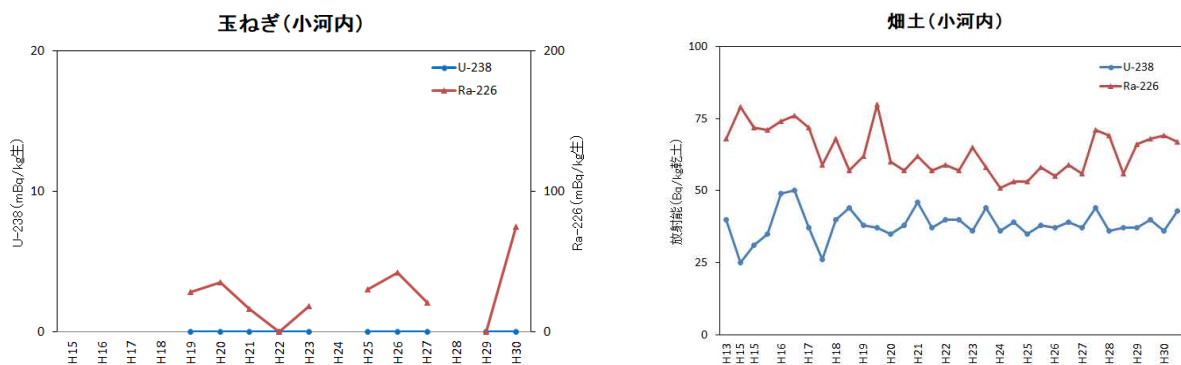 玉ねぎ(小河内)
20
10
0
U-238(mBq/kg生)
200
100
0
Ra-226(mBq/kg生)
U-238
Ra-226
H15
H16
H17
H18
H19
H20
H21
H22
H23
H24
H25
H26
H27
H28
H29
H30
畑土(小河内)
100
75
50
25
0
放射能(Bq/kg乾土)
U-238
Ra-226
H13
H15
H15
H16
H17
H18
H19
H20
H21
H22
H23
H24
H25
H26
H27
H28
H29
H30